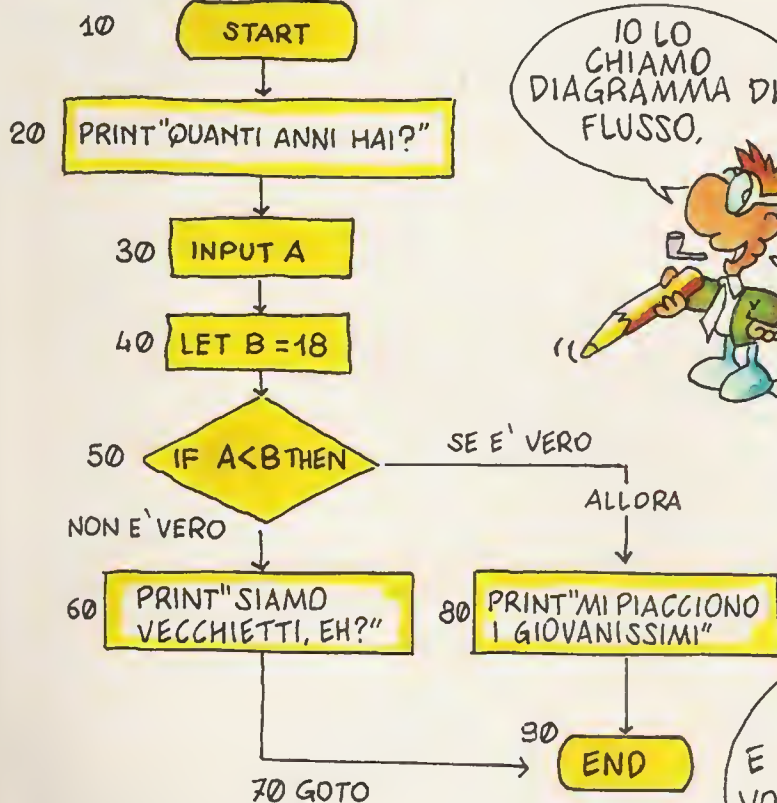 10
START
IO LO
CHIAMO
DIAGRAMMA DI
FLUSSO,
20
PRINT"QUANTI ANNI HAI?"
30
INPUT A
40
LET B =18
50
IF A<B THEN
SE E' VERO
ALLORA
NON E' VERO
60
PRINT"SIAMO
VECCHIETTI, EH?"
80
PRINT"MI PIACCIONO
I GIOVANISSIMI"
90
END
70 GOTO
E